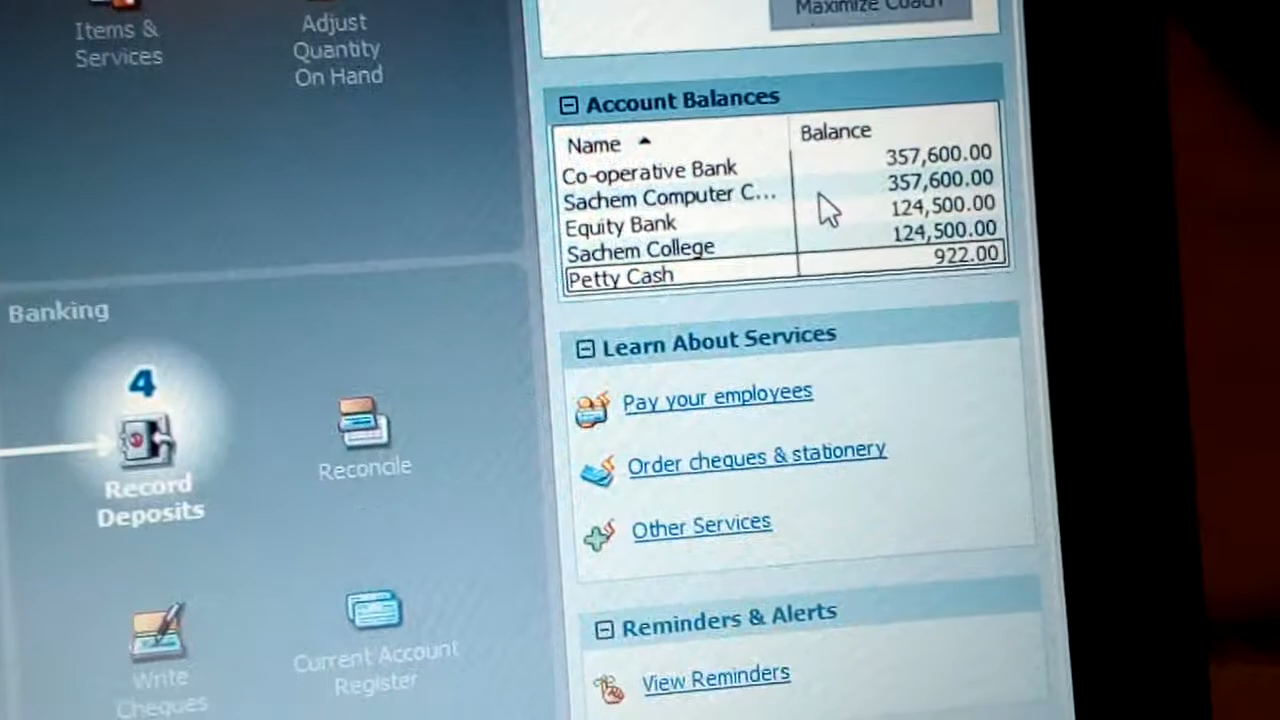 Items &
Services
Adjust
Quantity
On Hand
Maximize Coach
Account Balances
Name Balance
Co-operative Bank 357,600.00
Sachem Computer C... 357,600.00
Equity Bank 124,500.00
Sachem College 124,500.00
Petty Cash 922.00
Banking
4
Record
Deposits
Reconcile
Write
Cheques
Current Account
Register
Learn About Services
Pay your employees
Order cheques & stationery
Other Services
Reminders & Alerts
View Reminders